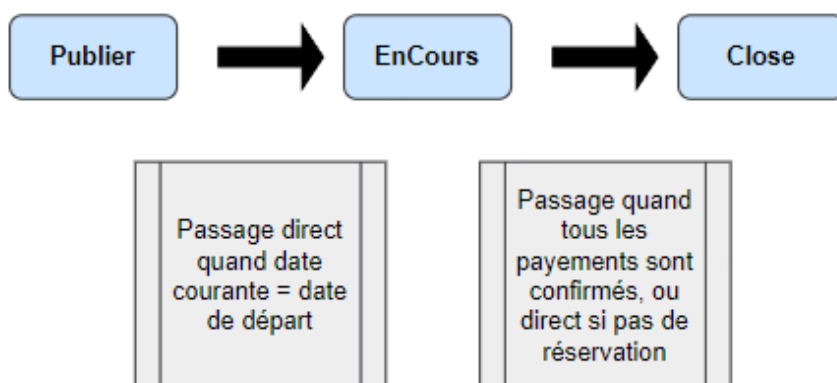 Publier
EnCours
Close
Passage direct
quand date
courante = date
de départ
Passage quand
tous les
payements sont
confirmés, ou
direct si pas de
réservation